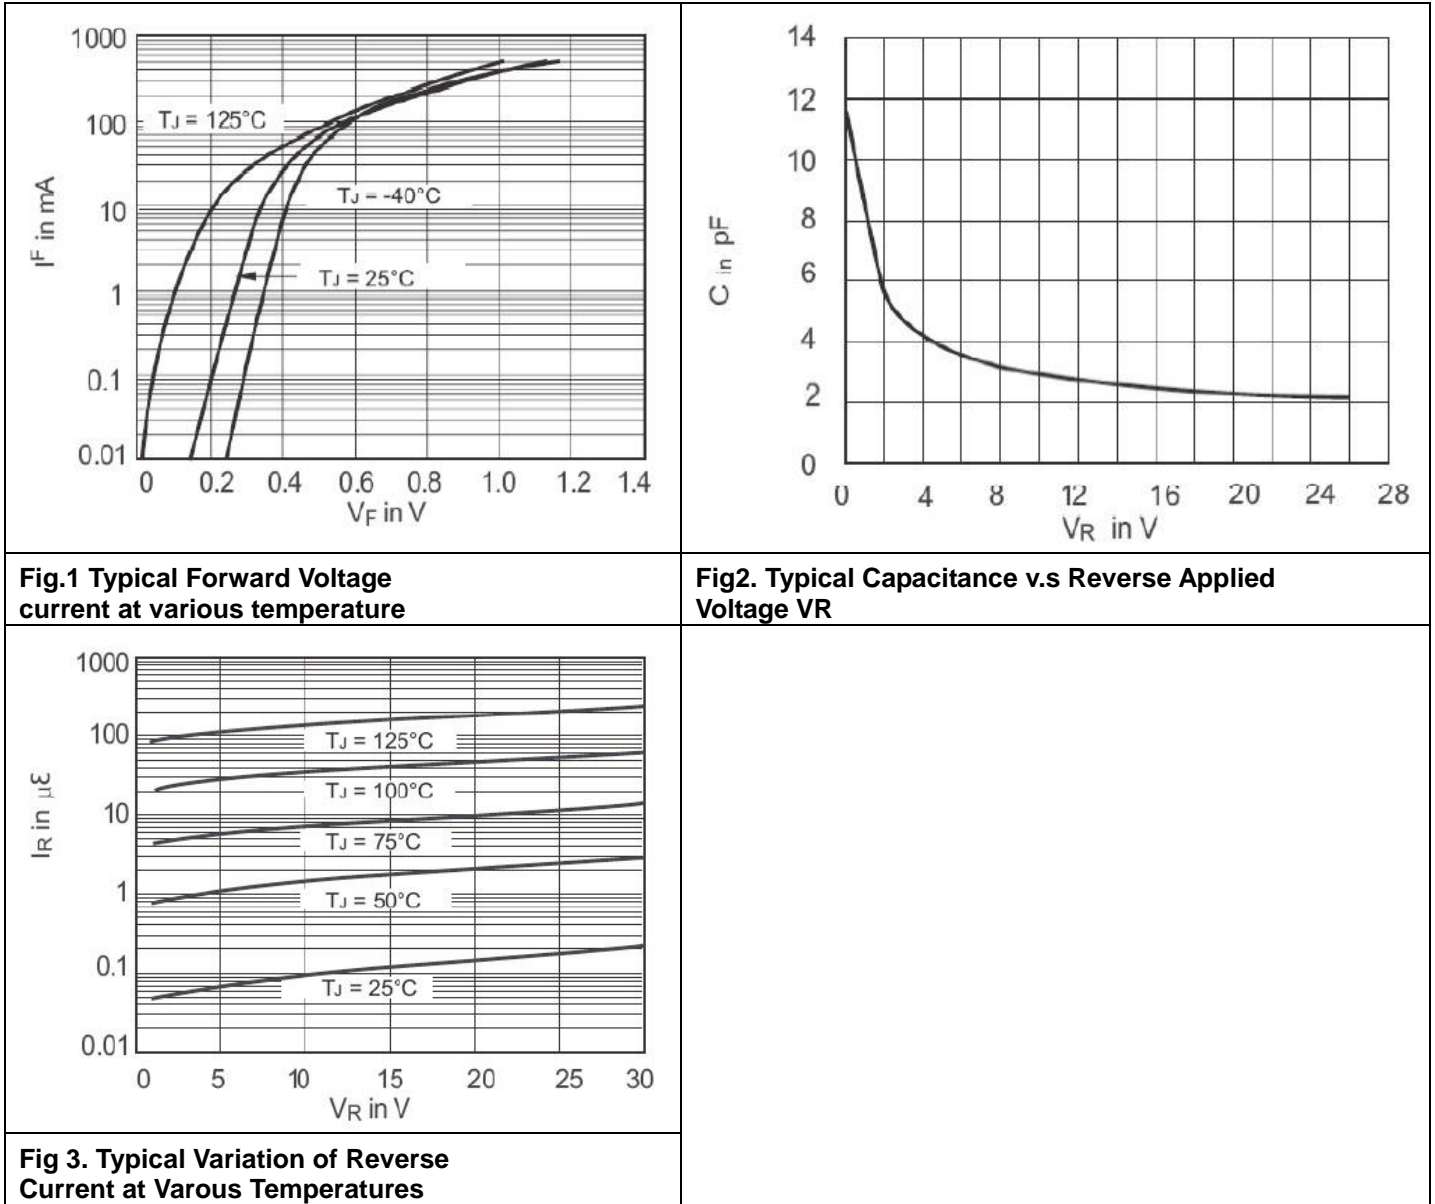 1000
100
10
1
0.1
0.01
IF in mA
TJ = 125°C
TJ = -40°C
TJ = 25°C
0 0.2 0.4 0.6 0.8 1.0 1.2 1.4
VF in V
Fig.1 Typical Forward Voltage
current at various temperature
14
12
10
8
6
4
2
0
C in pF
0 4 8 12 16 20 24 28
VR in V
Fig2. Typical Capacitance v.s Reverse Applied
Voltage VR
1000
100
10
1
0.1
0.01
IR in με
TJ = 125°C
TJ = 100°C
TJ = 75°C
TJ = 50°C
TJ = 25°C
0 5 10 15 20 25 30
VR in V
Fig 3. Typical Variation of Reverse
Current at Varous Temperatures